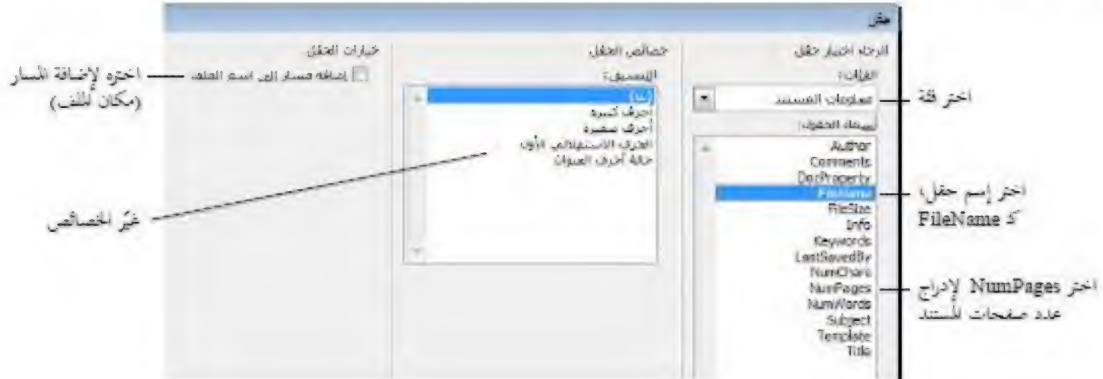 حقل
الرجاء اختيار حقل
الفئات:
معلومات المستند
أسماء الحقول:
Author
Comments
DocProperty
FileName
FileSize
Info
Keywords
LastSavedBy
NumChars
NumPages
NumWords
Subject
Template
Title
خصائص الحقل
التنسيق:
(بلا)
أحرف كبيرة
أحرف صغيرة
الحرف الاستهلالي الأول
حالة أحرف العنوان
خيارات الحقل
إضافة مسار إلى اسم الملف
اختر فئة
اختر إسم حقل،
كـ FileName
اختر NumPages لإدراج
عدد صفحات المستند
اختره لإضافة المسار
(مكان الملف)
غيّر الخصائص